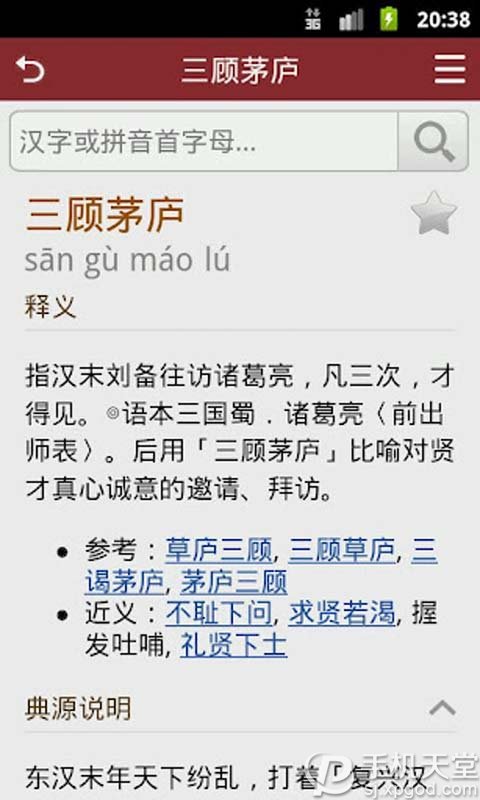 3G
20:38
三顾茅庐
汉字或拼音首字母...
三顾茅庐
sān gù máo lú
释义
指汉末刘备往访诸葛亮，凡三次，才
得见。◎语本三国蜀．诸葛亮〈前出
师表〉。后用「三顾茅庐」比喻对贤
才真心诚意的邀请、拜访。
• 参考：草庐三顾, 三顾草庐, 三
谒茅庐, 茅庐三顾
• 近义：不耻下问, 求贤若渴, 握
发吐哺, 礼贤下士
典源说明
东汉末年天下纷乱，打着「复兴汉
手机天堂
sj.xpgod.com